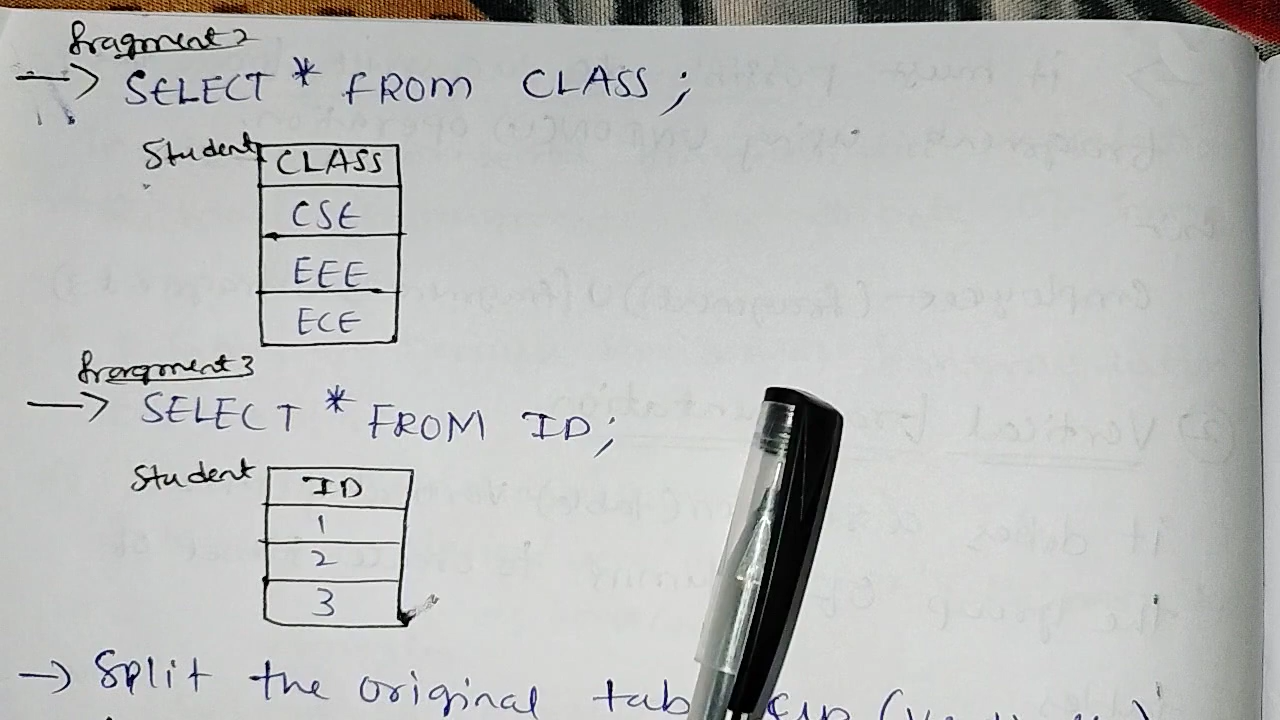 fragment 2
→ SELECT * FROM CLASS;
Student CLASS
CSE
EEE
ECE
fragment 3
→ SELECT * FROM ID;
Student ID
1
2
3
→ Split the original tab